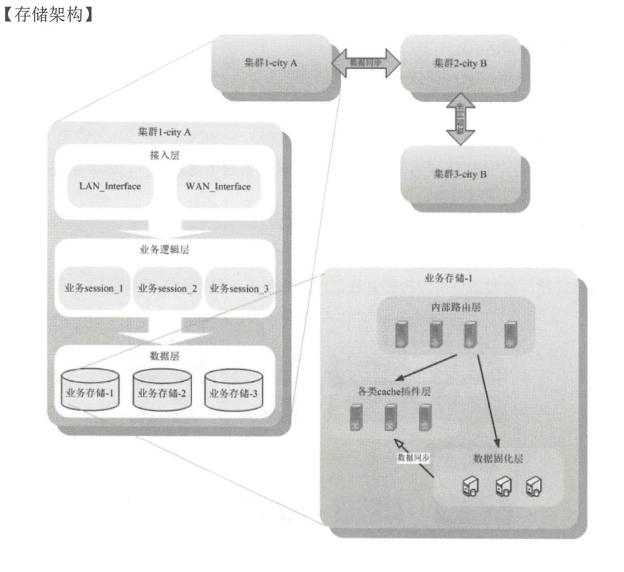 【存储架构】
集群1-city A
数据同步
集群2-city B
集群3-city B
集群1-city A
接入层
LAN_Interface
WAN_Interface
业务逻辑层
业务session_1
业务session_2
业务session_3
数据层
业务存储-1
业务存储-2
业务存储-3
业务存储-1
内部路由层
各类cache插件层
数据同步
数据固化层